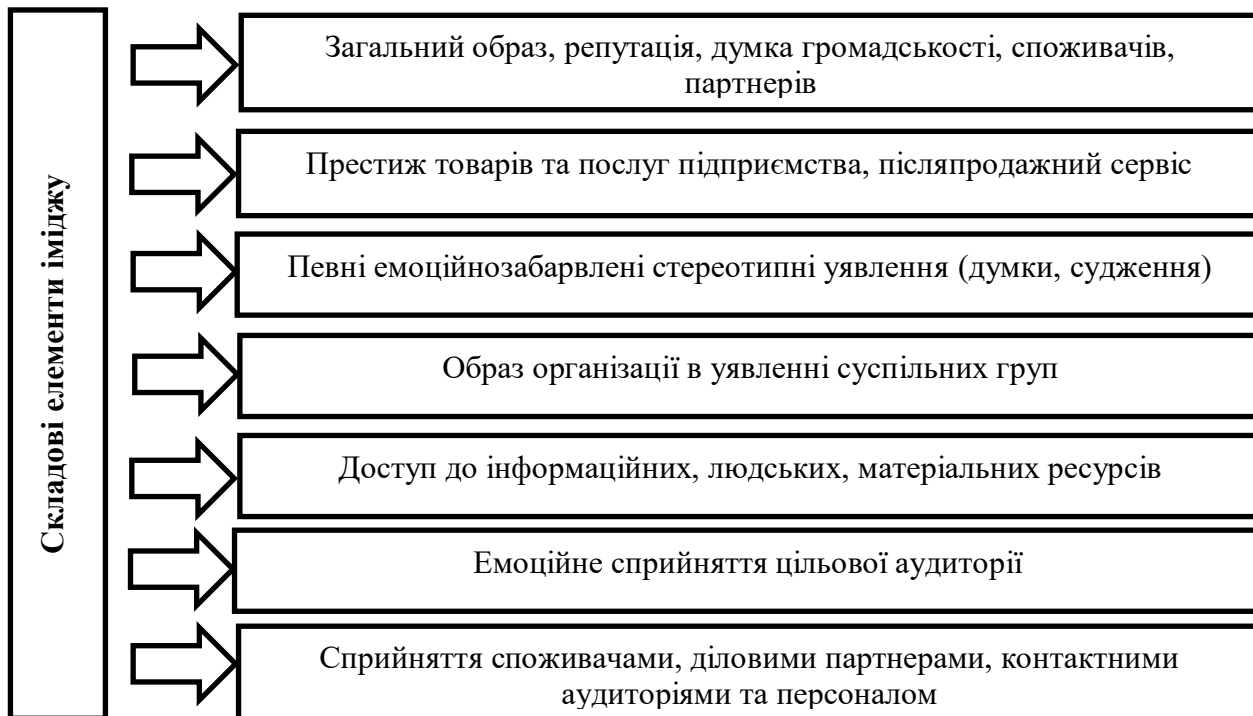 Складові елементи іміджу
Загальний образ, репутація, думка громадськості, споживачів,
партнерів
Престиж товарів та послуг підприємства, післяпродажний сервіс
Певні емоційнозабарвлені стереотипні уявлення (думки, судження)
Образ організації в уявленні суспільних груп
Доступ до інформаційних, людських, матеріальних ресурсів
Емоційне сприйняття цільової аудиторії
Сприйняття споживачами, діловими партнерами, контактними
аудиторіями та персоналом